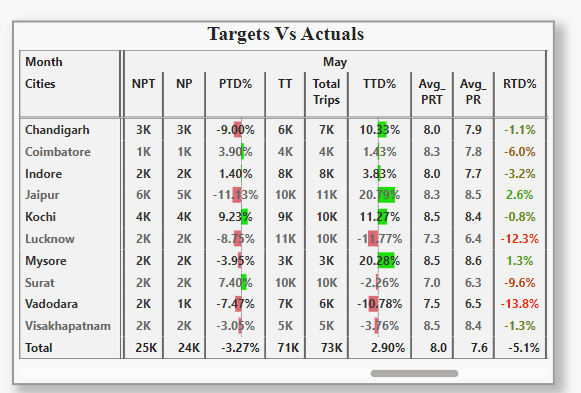 Targets Vs Actuals
Month May
Cities NPT NP PTD% TT Total Trips TTD% Avg_PRT Avg_PR RTD%
Chandigarh 3K 3K -9.00% 6K 7K 10.33% 8.0 7.9 -1.1%
Coimbatore 1K 1K 3.90% 4K 4K 1.43% 8.3 7.8 -6.0%
Indore 2K 2K 1.40% 8K 8K 3.83% 8.0 7.7 -3.2%
Jaipur 6K 5K -11.13% 10K 11K 20.79% 8.3 8.5 2.6%
Kochi 4K 4K 9.23% 9K 10K 11.27% 8.5 8.4 -0.8%
Lucknow 2K 2K -8.75% 11K 10K -11.77% 7.3 6.4 -12.3%
Mysore 2K 2K -3.95% 3K 3K 20.28% 8.5 8.6 1.3%
Surat 2K 2K 7.40% 10K 10K -2.26% 7.0 6.3 -9.6%
Vadodara 2K 1K -7.47% 7K 6K -10.78% 7.5 6.5 -13.8%
Visakhapatnam 2K 2K -3.05% 5K 5K -3.76% 8.5 8.4 -1.3%
Total 25K 24K -3.27% 71K 73K 2.90% 8.0 7.6 -5.1%